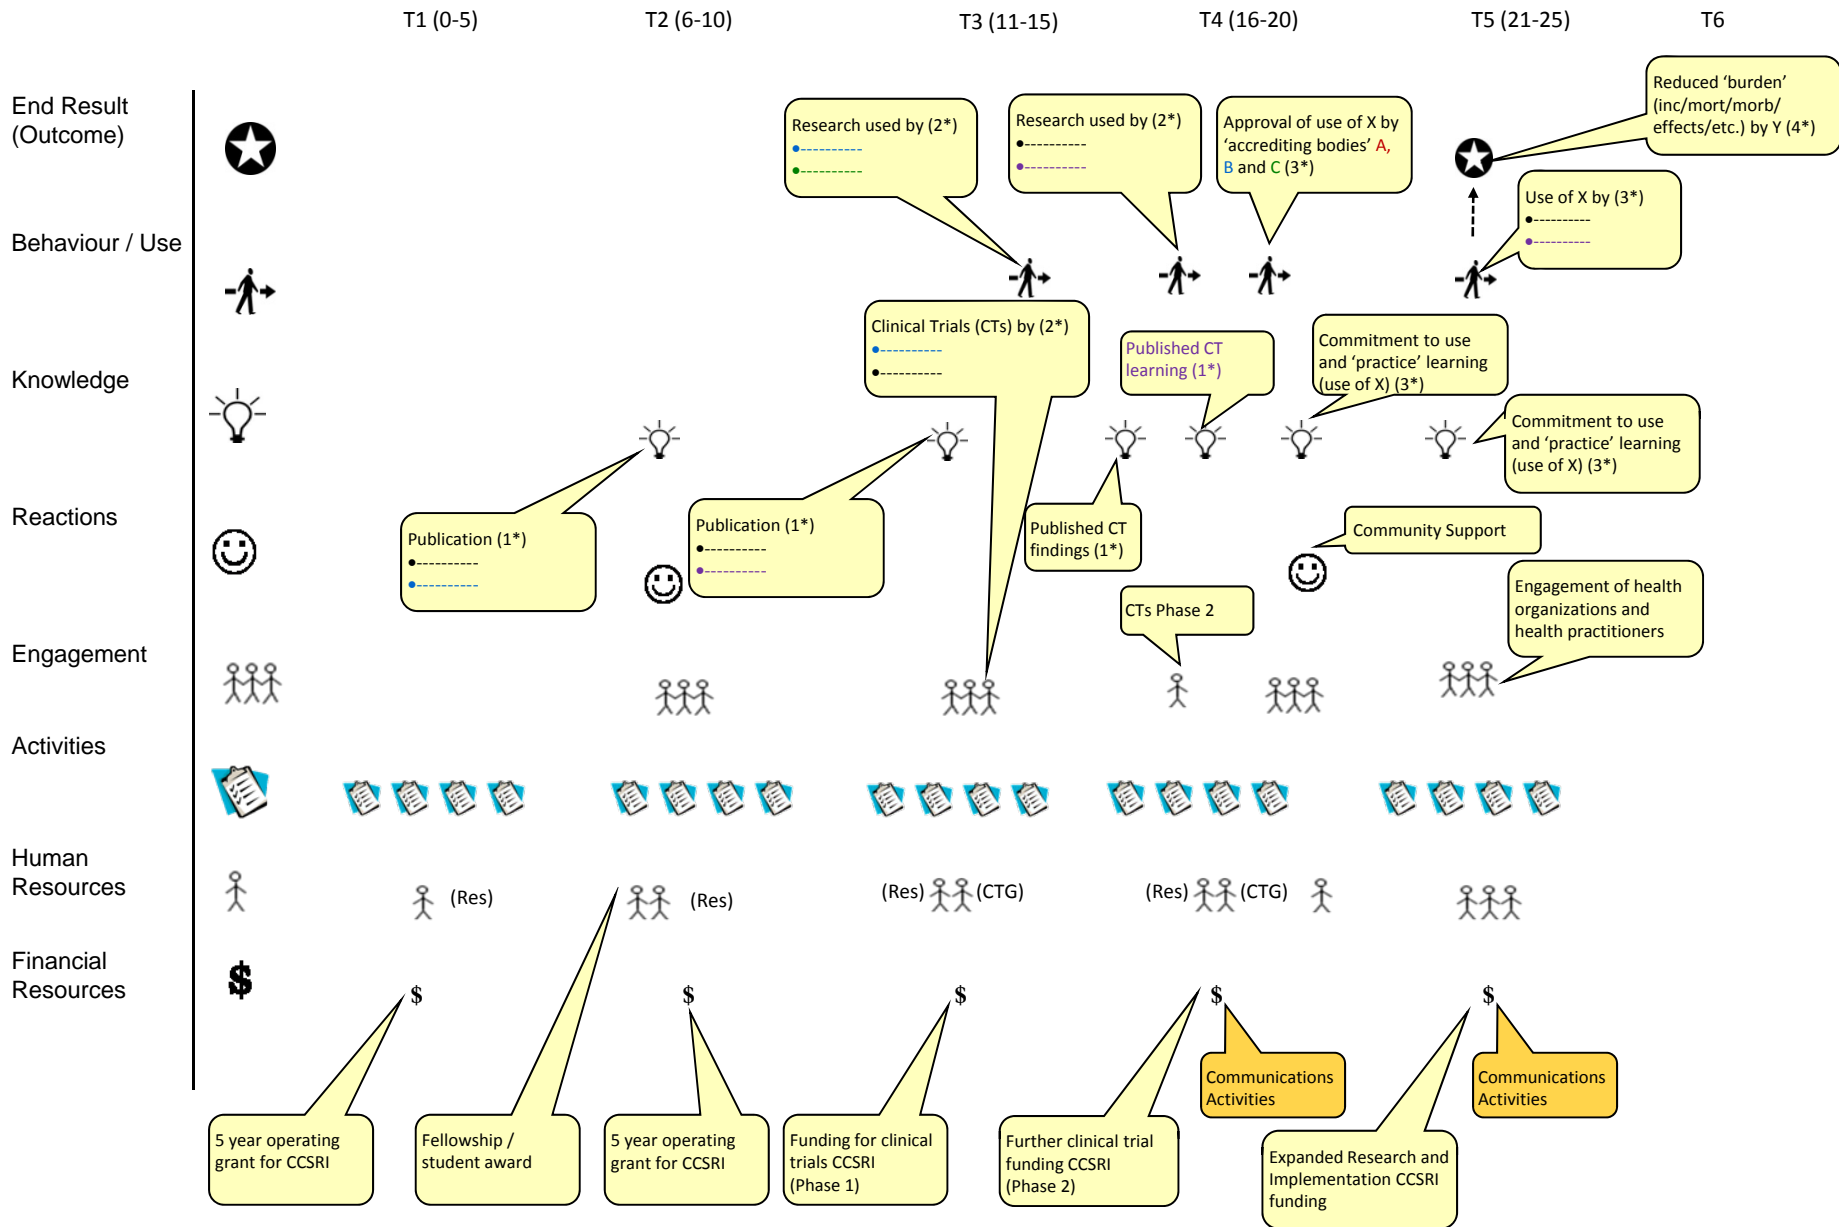 T1 (0-5)
T2 (6-10)
T3 (11-15)
T4 (16-20)
T5 (21-25)
T6
End Result
(Outcome)
Research used by (2*)
•----------
•----------
Research used by (2*)
•----------
•----------
Approval of use of X by
‘accrediting bodies’ A,
B and C (3*)
Reduced ‘burden’
(inc/mort/morb/
effects/etc.) by Y (4*)
Use of X by (3*)
•----------
•----------
Behaviour / Use
Clinical Trials (CTs) by (2*)
•----------
•----------
Published CT
learning (1*)
Commitment to use
and ‘practice’ learning
(use of X) (3*)
Knowledge
Commitment to use
and ‘practice’ learning
(use of X) (3*)
Reactions
Publication (1*)
•----------
•----------
Publication (1*)
•----------
•----------
Published CT
findings (1*)
Community Support
CTs Phase 2
Engagement of health
organizations and
health practitioners
Engagement
Activities
Human
Resources
(Res)
(Res)
(Res)
(CTG)
(Res)
(CTG)
Financial
Resources
$
$
$
$
$
$
Communications
Activities
Communications
Activities
5 year operating
grant for CCSRI
Fellowship /
student award
5 year operating
grant for CCSRI
Funding for clinical
trials CCSRI
(Phase 1)
Further clinical trial
funding CCSRI
(Phase 2)
Expanded Research and
Implementation CCSRI
funding